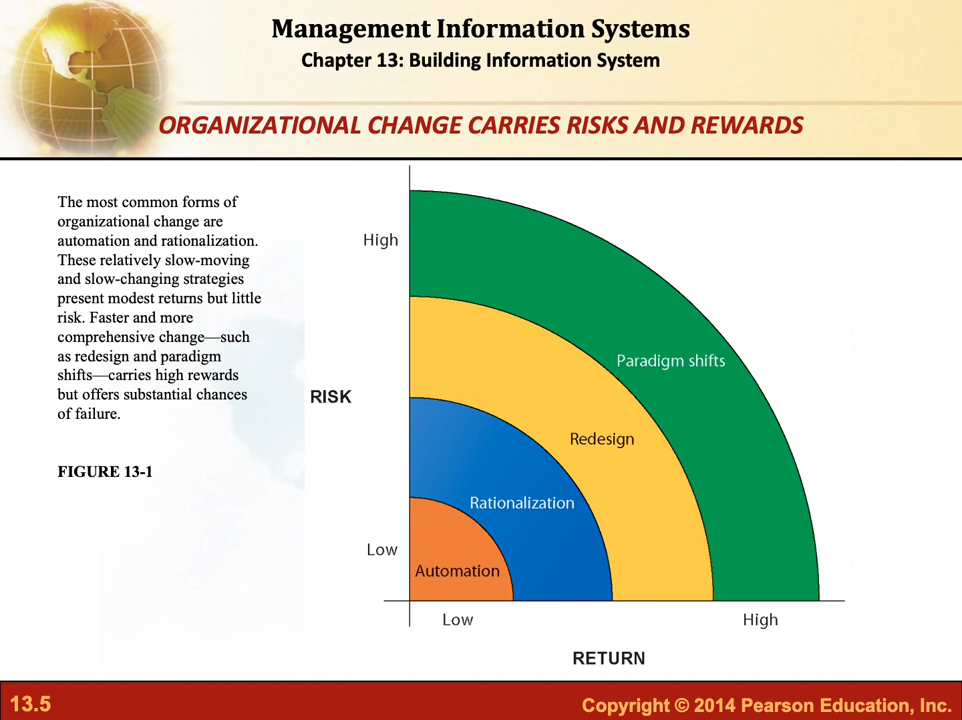 Management Information Systems
Chapter 13: Building Information System
ORGANIZATIONAL CHANGE CARRIES RISKS AND REWARDS
The most common forms of
organizational change are
automation and rationalization.
These relatively slow-moving
and slow-changing strategies
present modest returns but little
risk. Faster and more
comprehensive change—such
as redesign and paradigm
shifts—carries high rewards
but offers substantial chances
of failure.
FIGURE 13-1
High
Paradigm shifts
RISK
Redesign
Rationalization
Low
Automation
Low
High
RETURN
13.5
Copyright © 2014 Pearson Education, Inc.